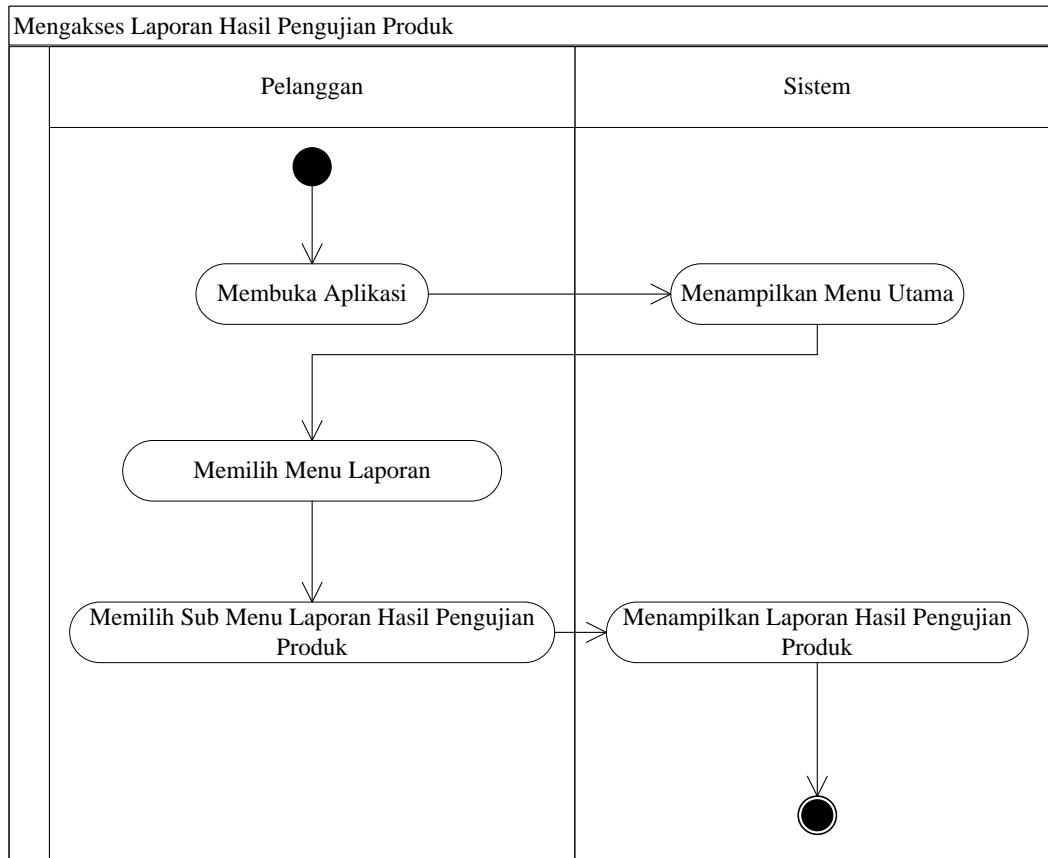 Mengakses Laporan Hasil Pengujian Produk
Pelanggan
Sistem
Membuka Aplikasi
Menampilkan Menu Utama
Memilih Menu Laporan
Memilih Sub Menu Laporan Hasil Pengujian
Produk
Menampilkan Laporan Hasil Pengujian
Produk